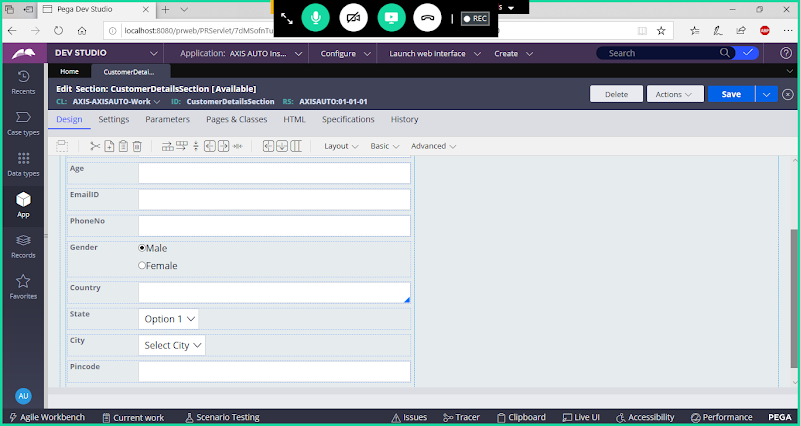 Pega Dev Studio
localhost:8080/prweb/PRServlet/7dMSofnTu
REC
DEV STUDIO
Application: AXIS AUTO Ins...
Configure
Launch web interface
Create
Search
Home
CustomerDetai...
Edit Section: CustomerDetailsSection [Available]
CL: AXIS-AXISAUTO-Work ID: CustomerDetailsSection RS: AXISAUTO:01-01-01
Delete
Actions
Save
Design Settings Parameters Pages & Classes HTML Specifications History
Layout Basic Advanced
Recents
Case types
Data types
App
Records
Favorites
AU
Age
EmailID
PhoneNo
Gender Male
Female
Country
State Option 1
City Select City
Pincode
Agile Workbench Current work Scenario Testing Issues Tracer Clipboard Live UI Accessibility Performance PEGA